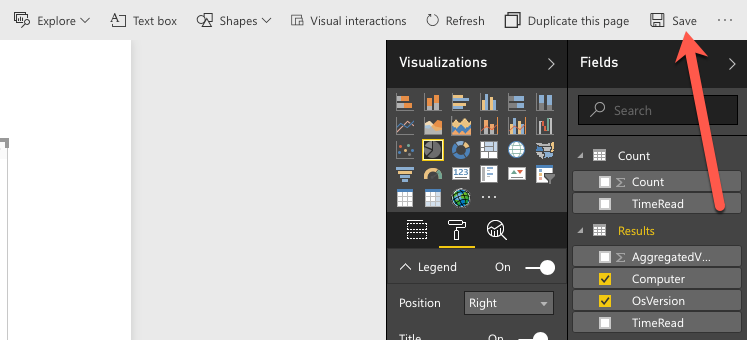 Explore Text box Shapes Visual interactions Refresh Duplicate this page Save ...
Visualizations
Fields
Search
123
R
Count
Σ Count
TimeRead
Results
Σ AggregatedV...
Computer
OsVersion
TimeRead
...
Legend On
Position Right
Title On